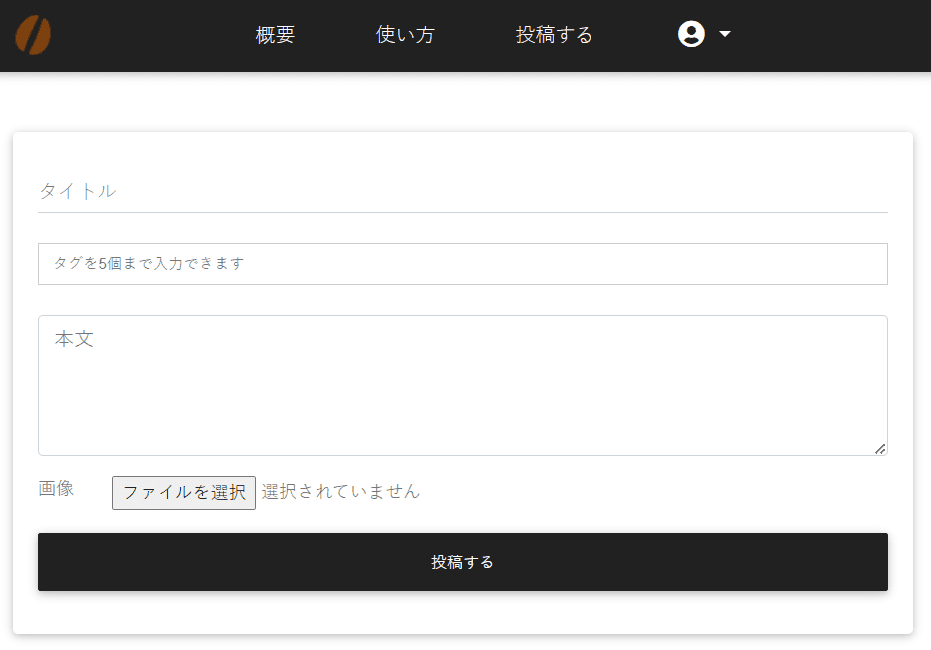 概要 使い方 投稿する
タイトル
タグを5個まで入力できます
本文
画像 ファイルを選択 選択されていません
投稿する